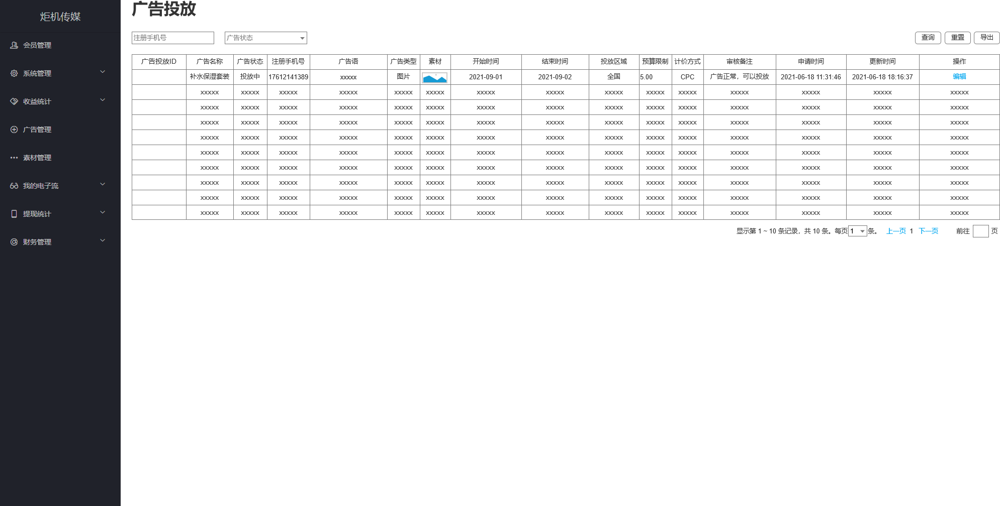 炬机传媒
会员管理
系统管理
收益统计
广告管理
素材管理
我的电子流
提现统计
财务管理
广告投放
注册手机号 广告状态 查询 重置 导出
广告投放ID 广告名称 广告状态 注册手机号 广告语 广告类型 素材 开始时间 结束时间 投放区域 预算限制 计价方式 审核备注 申请时间 更新时间 操作
补水保湿套装 投放中 17612141389 xxxxx 图片 2021-09-01 2021-09-02 全国 5.00 CPC 广告正常，可以投放 2021-06-18 11:31:46 2021-06-18 18:16:37 编辑
xxxxx xxxxx xxxxx xxxxx xxxxx xxxxx xxxxx xxxxx xxxxx xxxxx xxxxx xxxxx xxxxx xxxxx xxxxx
xxxxx xxxxx xxxxx xxxxx xxxxx xxxxx xxxxx xxxxx xxxxx xxxxx xxxxx xxxxx xxxxx xxxxx xxxxx
xxxxx xxxxx xxxxx xxxxx xxxxx xxxxx xxxxx xxxxx xxxxx xxxxx xxxxx xxxxx xxxxx xxxxx xxxxx
xxxxx xxxxx xxxxx xxxxx xxxxx xxxxx xxxxx xxxxx xxxxx xxxxx xxxxx xxxxx xxxxx xxxxx xxxxx
xxxxx xxxxx xxxxx xxxxx xxxxx xxxxx xxxxx xxxxx xxxxx xxxxx xxxxx xxxxx xxxxx xxxxx xxxxx
xxxxx xxxxx xxxxx xxxxx xxxxx xxxxx xxxxx xxxxx xxxxx xxxxx xxxxx xxxxx xxxxx xxxxx xxxxx
xxxxx xxxxx xxxxx xxxxx xxxxx xxxxx xxxxx xxxxx xxxxx xxxxx xxxxx xxxxx xxxxx xxxxx xxxxx
xxxxx xxxxx xxxxx xxxxx xxxxx xxxxx xxxxx xxxxx xxxxx xxxxx xxxxx xxxxx xxxxx xxxxx xxxxx
xxxxx xxxxx xxxxx xxxxx xxxxx xxxxx xxxxx xxxxx xxxxx xxxxx xxxxx xxxxx xxxxx xxxxx xxxxx
显示第 1 ~ 10 条记录，共 10 条。每页 1 条。 上一页 1 下一页 前往 页